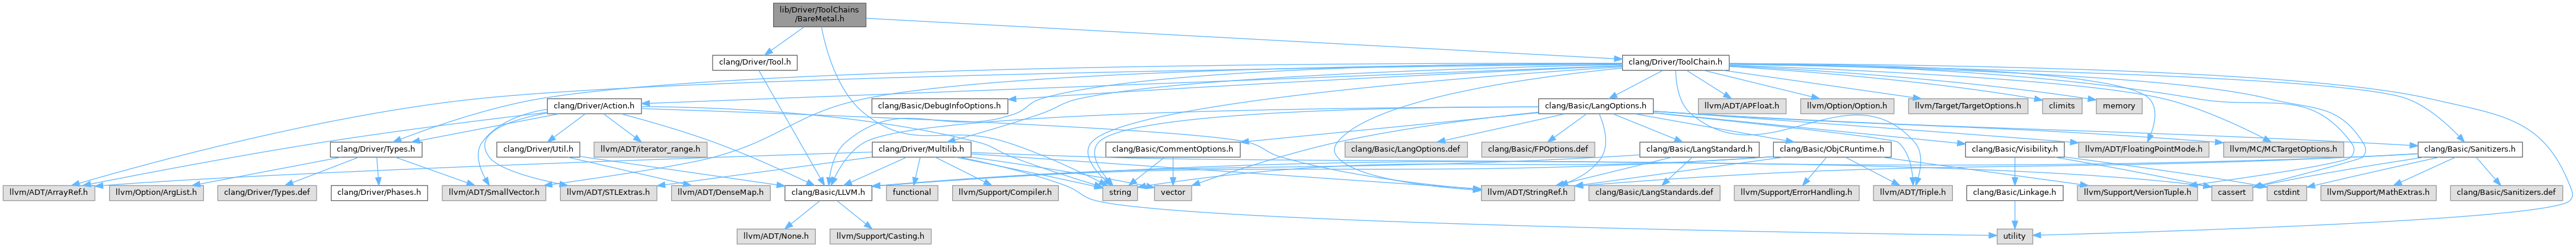 lib/Driver/ToolChains
/BareMetal.h
clang/Driver/Tool.h
clang/Driver/ToolChain.h
clang/Driver/Action.h
clang/Basic/DebugInfoOptions.h
clang/Basic/LangOptions.h
llvm/ADT/APFloat.h
llvm/Option/Option.h
llvm/Target/TargetOptions.h
climits
memory
clang/Driver/Types.h
clang/Driver/Util.h
llvm/ADT/iterator_range.h
clang/Driver/Multilib.h
clang/Basic/CommentOptions.h
clang/Basic/LangOptions.def
clang/Basic/FPOptions.def
clang/Basic/LangStandard.h
clang/Basic/ObjCRuntime.h
clang/Basic/Visibility.h
llvm/ADT/FloatingPointMode.h
llvm/MC/MCTargetOptions.h
clang/Basic/Sanitizers.h
llvm/ADT/ArrayRef.h
llvm/Option/ArgList.h
clang/Driver/Types.def
clang/Driver/Phases.h
llvm/ADT/SmallVector.h
llvm/ADT/STLExtras.h
llvm/ADT/DenseMap.h
clang/Basic/LLVM.h
functional
llvm/Support/Compiler.h
string
vector
llvm/ADT/StringRef.h
clang/Basic/LangStandards.def
llvm/Support/ErrorHandling.h
llvm/ADT/Triple.h
clang/Basic/Linkage.h
llvm/Support/VersionTuple.h
cassert
cstdint
llvm/Support/MathExtras.h
clang/Basic/Sanitizers.def
llvm/ADT/None.h
llvm/Support/Casting.h
utility